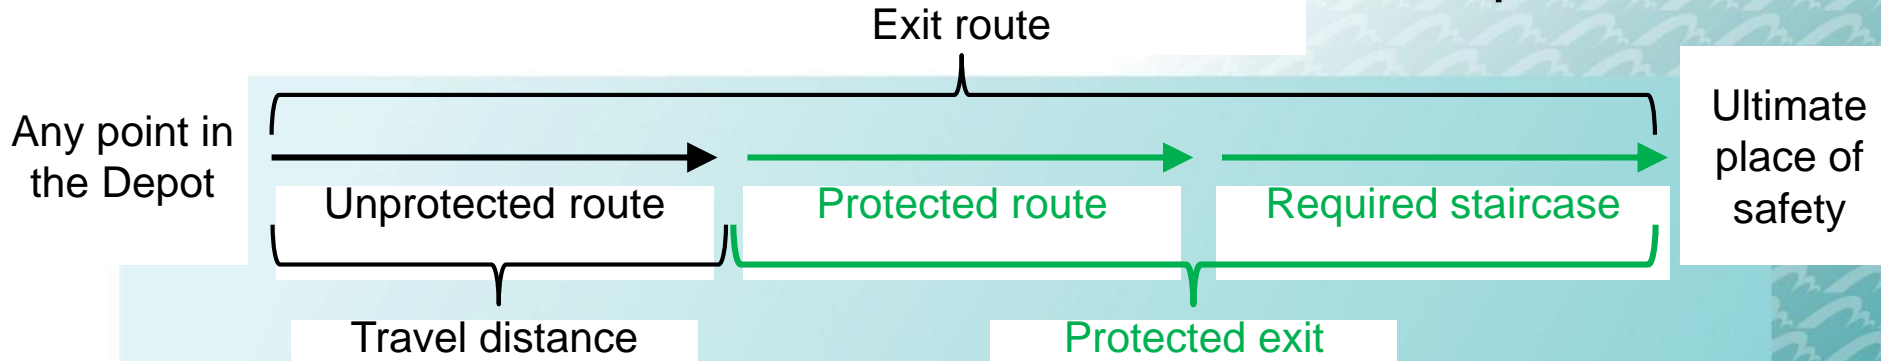 Exit route
Any point in
the Depot
Ultimate
place of
safety
Unprotected route
Protected route
Required staircase
Travel distance
Protected exit